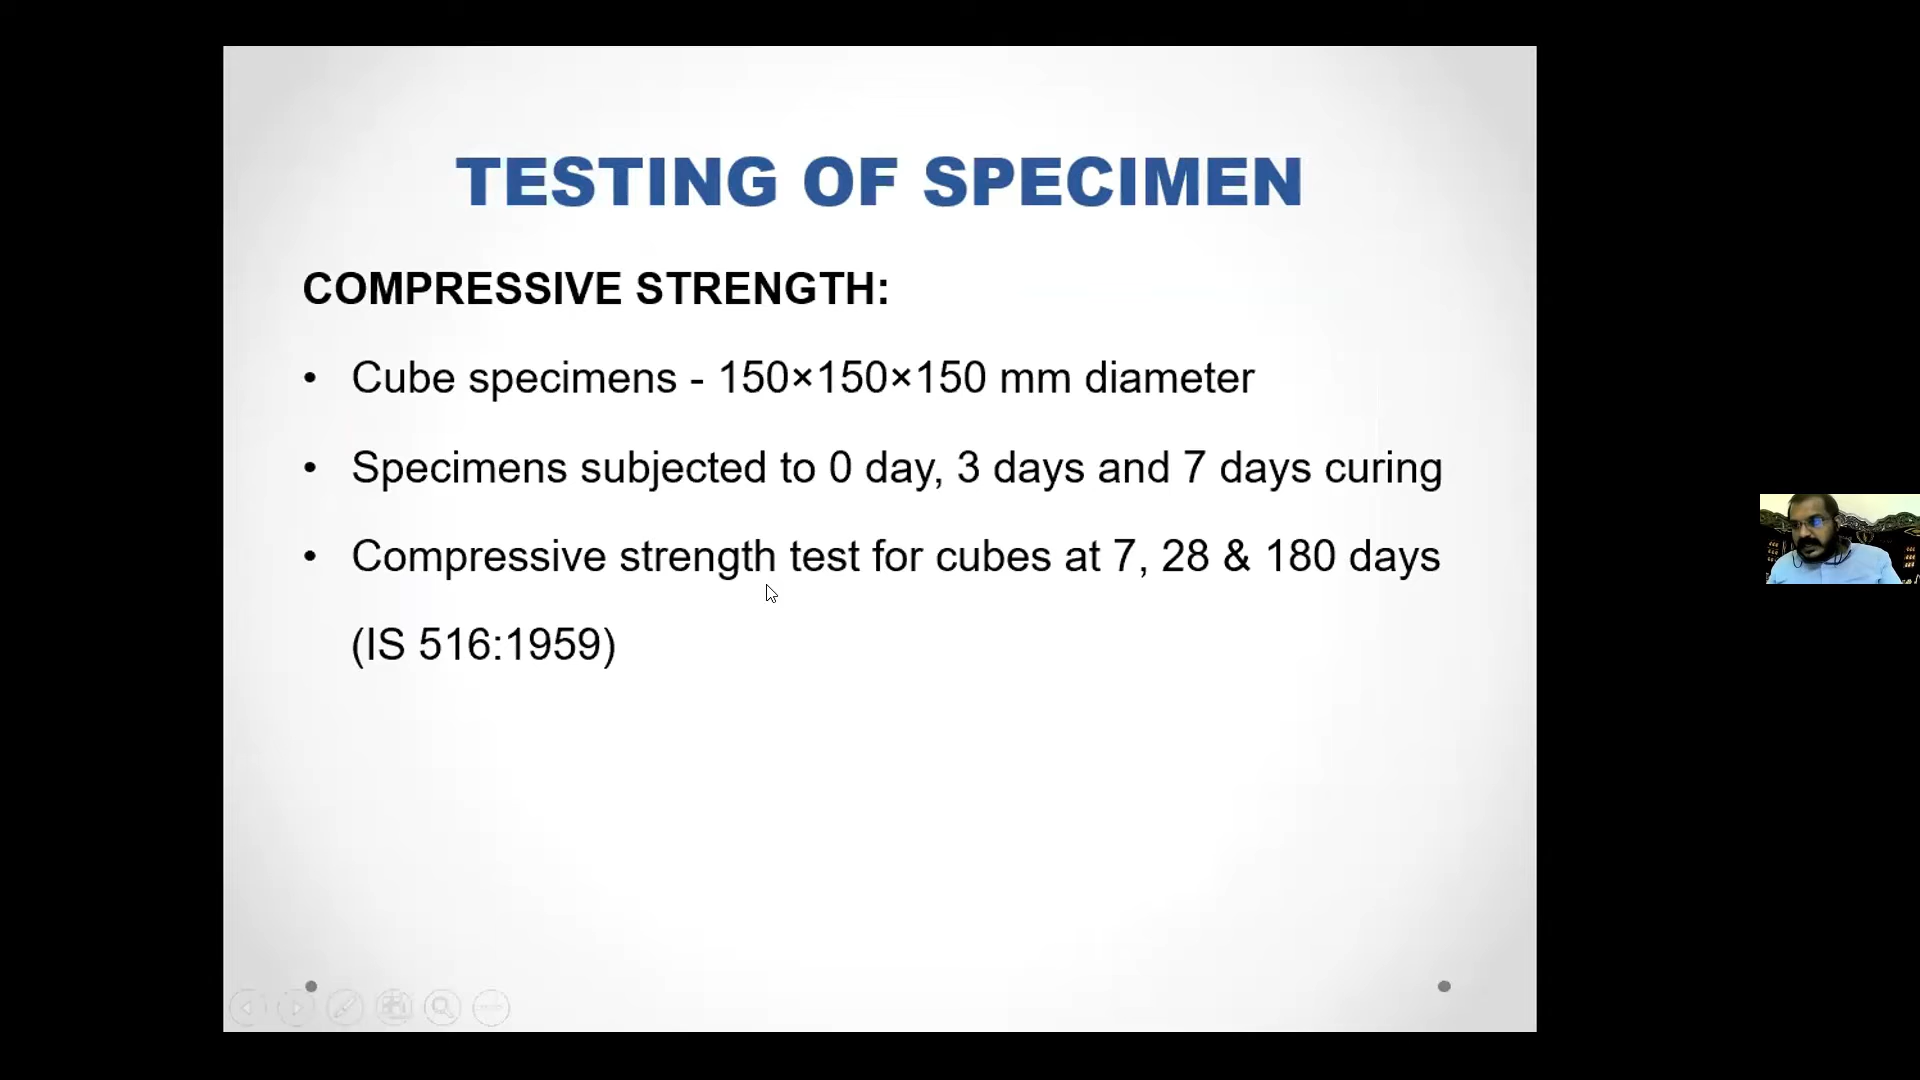 TESTING OF SPECIMEN
COMPRESSIVE STRENGTH:
• Cube specimens - 150×150×150 mm diameter
• Specimens subjected to 0 day, 3 days and 7 days curing
• Compressive strength test for cubes at 7, 28 & 180 days
(IS 516:1959)